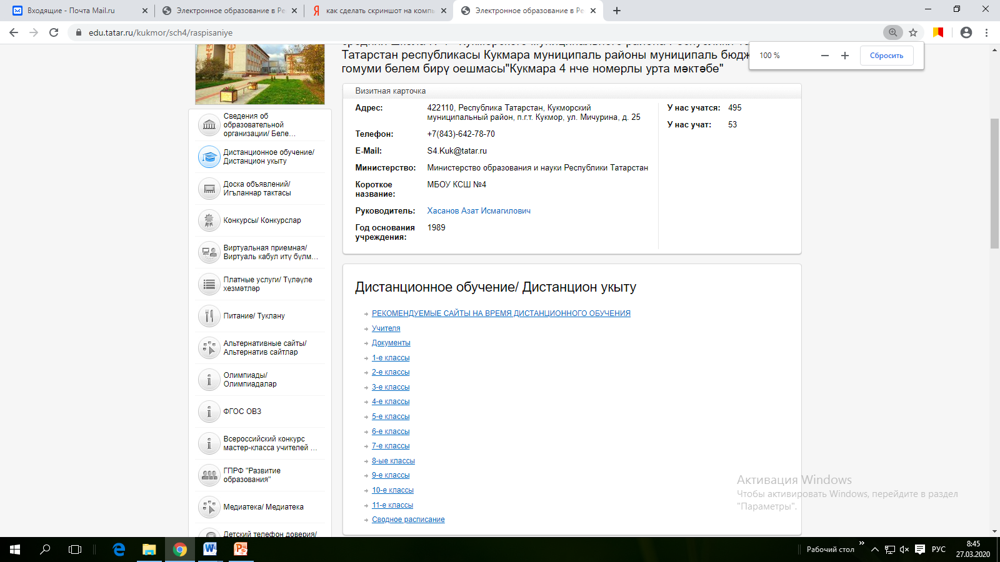 Входящие - Почта Mail.ru
Электронное образование в Ре
как сделать скриншот на компь
Электронное образование в Ре
edu.tatar.ru/kukmor/sch4/raspisaniye
100 %
Сбросить
Татарстан республикасы Кукмара муниципаль районы муниципаль бюдж
гомуми белем бирү оешмасы"Кукмара 4 нче номерлы урта мәктәбе"
Сведения об
образовательной
организации/ Беле...
Дистанционное обучение/
Дистанцион укыту
Доска объявлений/
Игъланнар тактасы
Конкурсы/ Конкурслар
Виртуальная приемная/
Виртуаль кабул итү бүлм...
Платные услуги/ Түләүле
хезмәтләр
Питание/ Туклану
Альтернативные сайты/
Альтернатив сайтлар
Олимпиады/
Олимпиадалар
ФГОС ОВЗ
Всероссийский конкурс
мастер-класса учителей ...
ГПРФ "Развитие
образования"
Медиатека/ Медиатека
Детский телефон доверия/
Визитная карточка
Адрес: 422110, Республика Татарстан, Кукморский
муниципальный район, п.г.т. Кукмор, ул. Мичурина, д. 25
Телефон: +7(843)-642-78-70
E-Mail: S4.Kuk@tatar.ru
Министерство: Министерство образования и науки Республики Татарстан
Короткое МБОУ КСШ №4
название:
Руководитель: Хасанов Азат Исмагилович
Год основания 1989
учреждения:
У нас учатся: 495
У нас учат: 53
Дистанционное обучение/ Дистанцион укыту
РЕКОМЕНДУЕМЫЕ САЙТЫ НА ВРЕМЯ ДИСТАНЦИОННОГО ОБУЧЕНИЯ
Учителя
Документы
1-е классы
2-е классы
3-е классы
4-е классы
5-е классы
6-е классы
7-е классы
8-ые классы
9-е классы
10-е классы
11-е классы
Сводное расписание
Активация Windows
Чтобы активировать Windows, перейдите в раздел
"Параметры".
Рабочий стол
РУС
8:45
27.03.2020